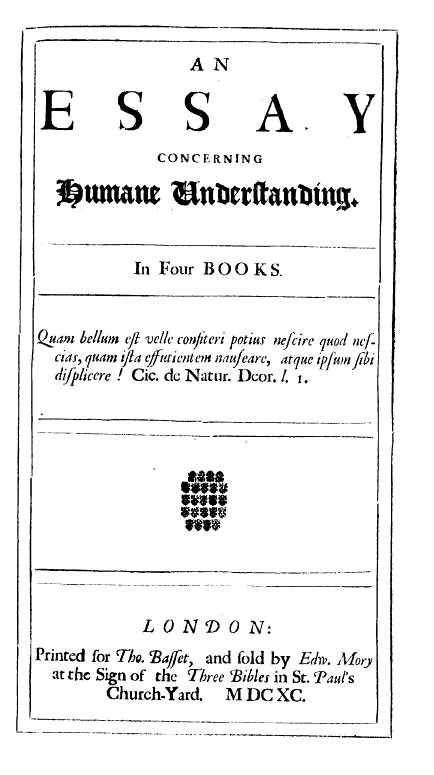 AN
ESSAY
CONCERNING
Humane Understanding.
In Four BOOKS.
Quam bellum eſt velle confiteri potius neſcire quod neſ-
cias, quam iſta effutientem nauſeare, atque ipſum ſibi
diſplicere ! Cic. de Natur. Deor. l. 1.
LONDON:
Printed for Tho. Baſſet, and ſold by Edw. Mory
at the Sign of the Three Bibles in St. Paul's
Church-Yard. M DC XC.